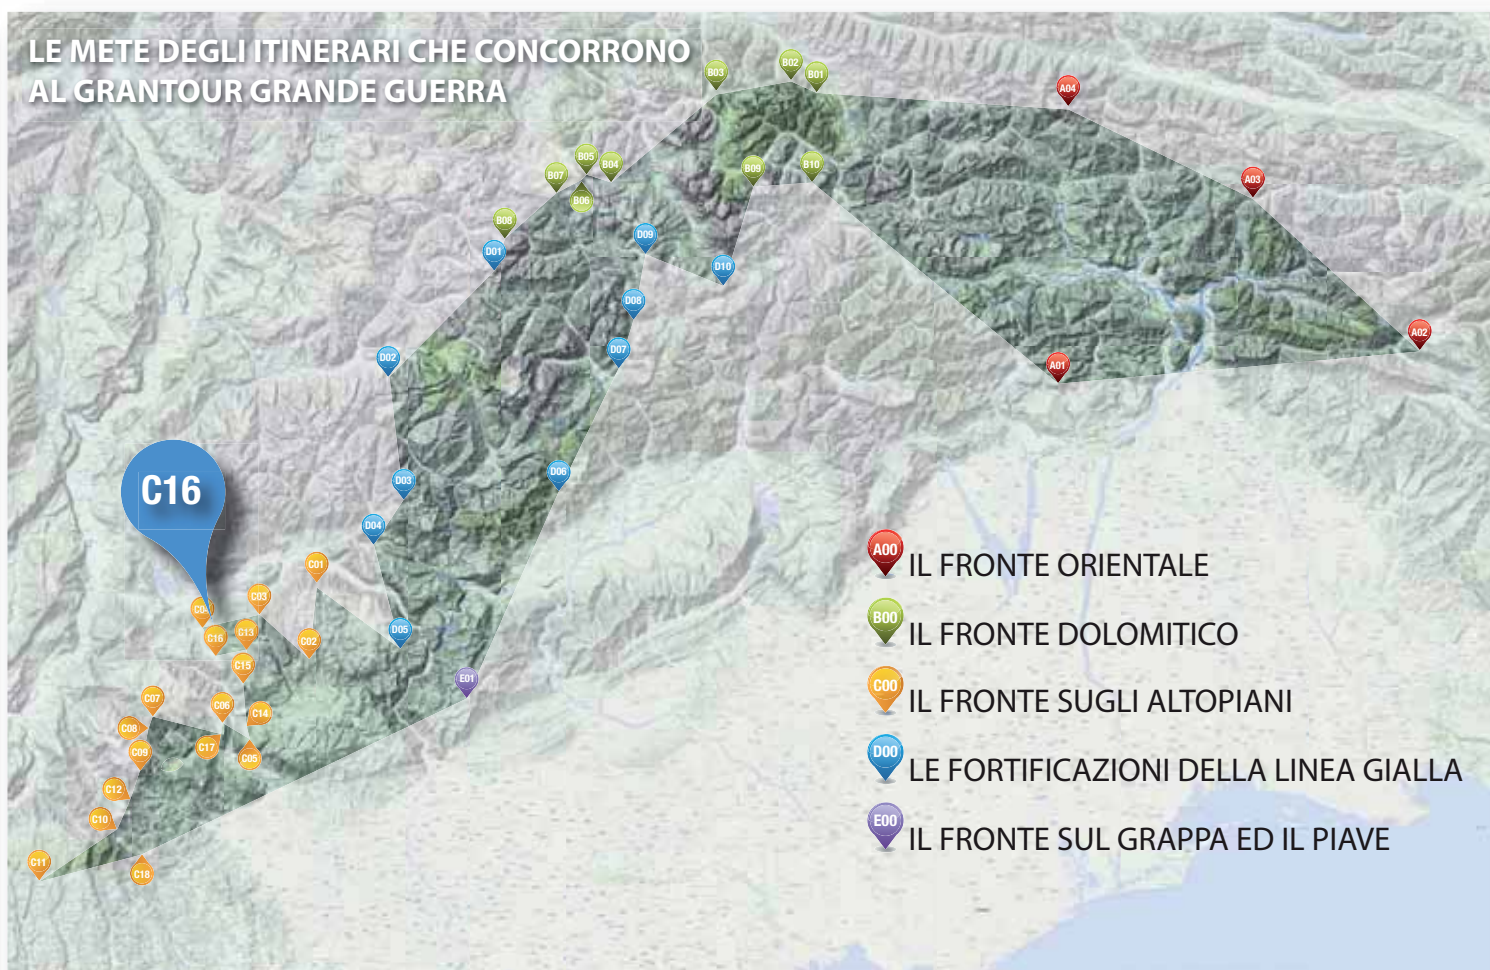 LE METE DEGLI ITINERARI CHE CONCORRONO
AL GRANTOUR GRANDE GUERRA
B03
B02
B01
A04
B05
B04
B07
B06
B09
B10
A03
B08
D01
D09
D10
D08
D07
A02
A01
D02
D03
D06
D04
C16
C01
C03
C04
C16
C13
C02
D05
C15
E01
C07
C06
C14
C08
C17
C09
C05
C12
C10
C11
C18
A00 IL FRONTE ORIENTALE
B00 IL FRONTE DOLOMITICO
C00 IL FRONTE SUGLI ALTOPIANI
D00 LE FORTIFICAZIONI DELLA LINEA GIALLA
E00 IL FRONTE SUL GRAPPA ED IL PIAVE